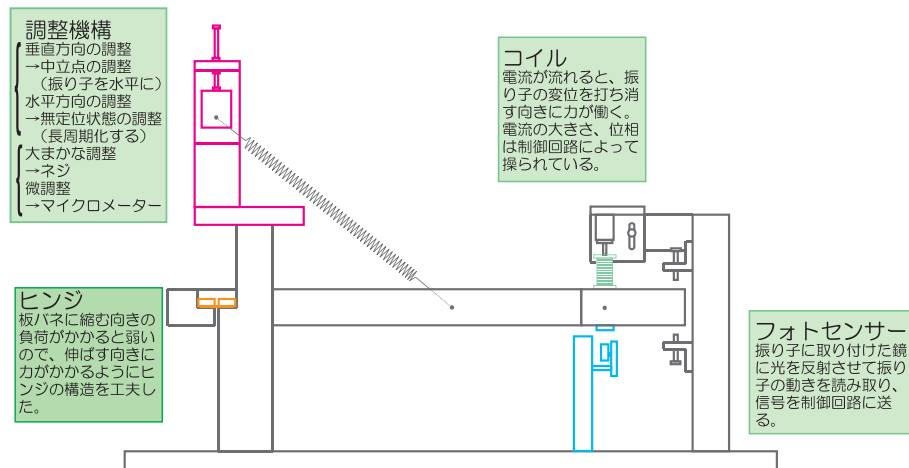 調整機構
垂直方向の調整
→中立点の調整
(振り子を水平に)
水平方向の調整
→無定位状態の調整
(長周期化する)
大まかな調整
→ネジ
微調整
→マイクロメーター
コイル
電流が流れると、振
り子の変位を打ち消
す向きに力が働く。
電流の大きさ、位相
は制御回路によって
操られている。
ヒンジ
板バネに縮む向きの
負荷がかかると弱い
ので、伸ばす向きに
力がかかるようにヒ
ンジの構造を工夫し
た。
フォトセンサー
振り子に取り付けた鏡
に光を反射させて振り
子の動きを読み取り、
信号を制御回路に送
る。